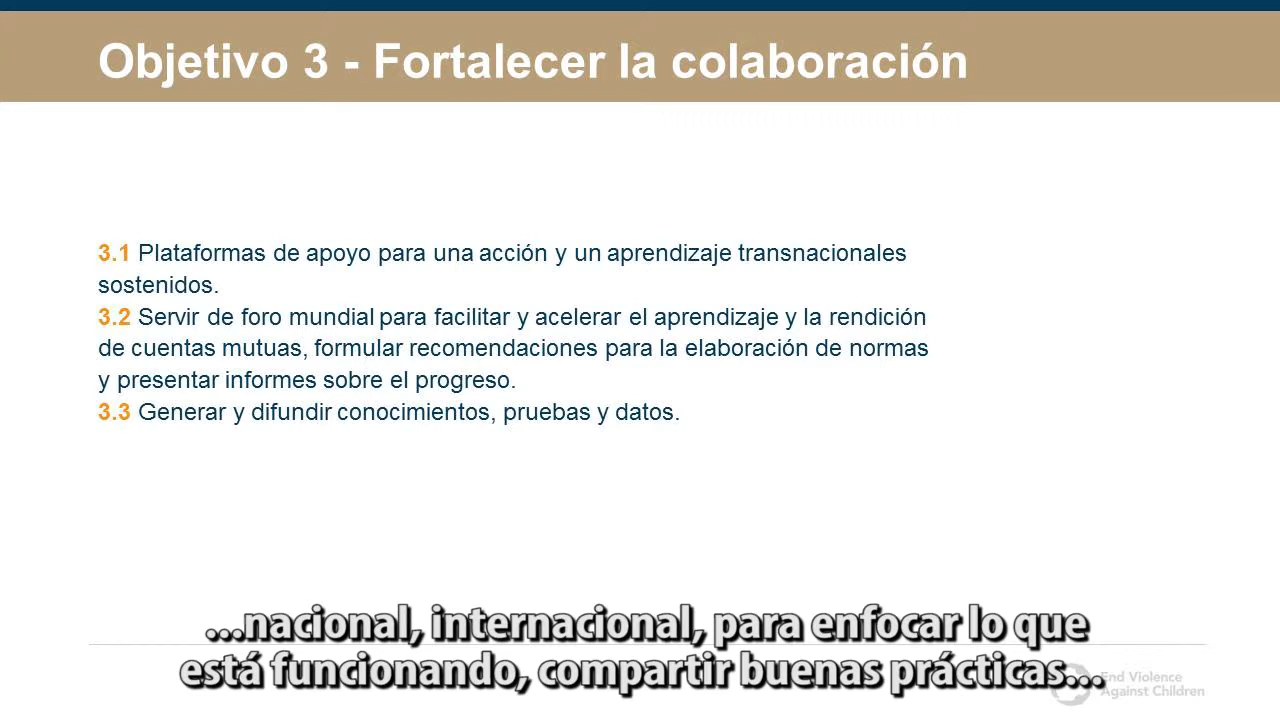 Objetivo 3 - Fortalecer la colaboración
3.1 Plataformas de apoyo para una acción y un aprendizaje transnacionales
sostenidos.
3.2 Servir de foro mundial para facilitar y acelerar el aprendizaje y la rendición
de cuentas mutuas, formular recomendaciones para la elaboración de normas
y presentar informes sobre el progreso.
3.3 Generar y difundir conocimientos, pruebas y datos.
...nacional, internacional, para enfocar lo que
está funcionando, compartir buenas prácticas...
End Violence
Against Children